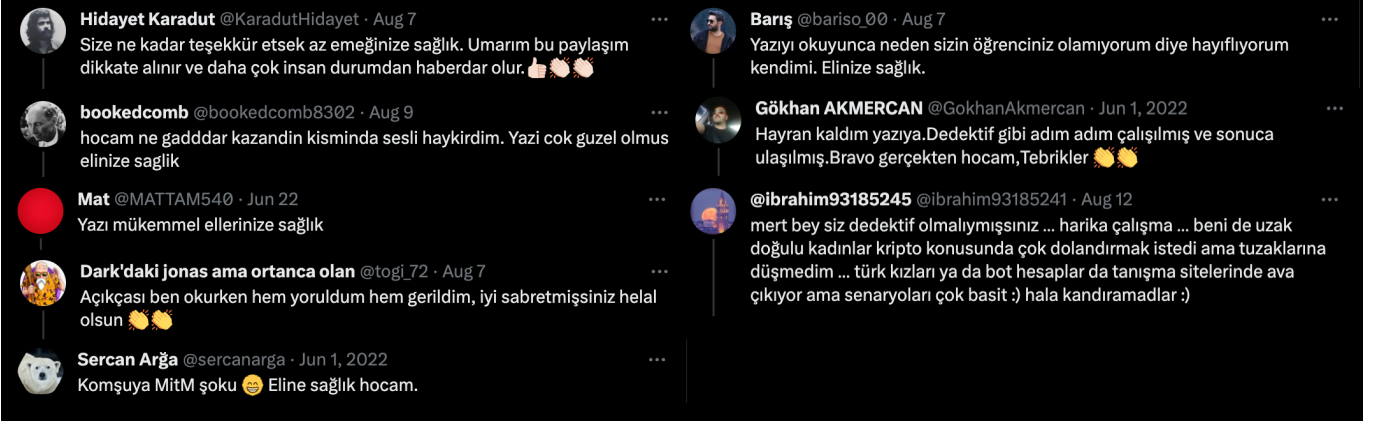 Hidayet Karadut @KaradutHidayet · Aug 7
Size ne kadar teşekkür etsek az emeğinize sağlık. Umarım bu paylaşım
dikkate alınır ve daha çok insan durumdan haberdar olur.👍🏻👏🏻👏🏻
bookedcomb @bookedcomb8302 · Aug 9
hocam ne gadddar kazandin kisminda sesli haykirdim. Yazi cok guzel olmus
elinize saglik
Mat @MATTAM540 · Jun 22
Yazı mükemmel ellerinize sağlık
Dark'daki jonas ama ortanca olan @togi_72 · Aug 7
Açıkçası ben okurken hem yoruldum hem gerildim, iyi sabretmişsiniz helal
olsun 👏👏
Sercan Arğa @sercanarga · Jun 1, 2022
Komşuya MitM şoku 😁 Eline sağlık hocam.
Barış @bariso_00 · Aug 7
Yazıyı okuyunca neden sizin öğrenciniz olamıyorum diye hayıflıyorum
kendimi. Elinize sağlık.
Gökhan AKMERCAN @GokhanAkmercan · Jun 1, 2022
Hayran kaldım yazıya.Dedektif gibi adım adım çalışılmış ve sonuca
ulaşılmış.Bravo gerçekten hocam,Tebrikler 👏👏
@ibrahim93185245 @ibrahim93185241 · Aug 12
mert bey siz dedektif olmalıymışsınız ... harika çalışma ... beni de uzak
doğulu kadınlar kripto konusunda çok dolandırmak istedi ama tuzaklarına
düşmedim ... türk kızları ya da bot hesaplar da tanışma sitelerinde ava
çıkıyor ama senaryoları çok basit :) hala kandıramadlar :)